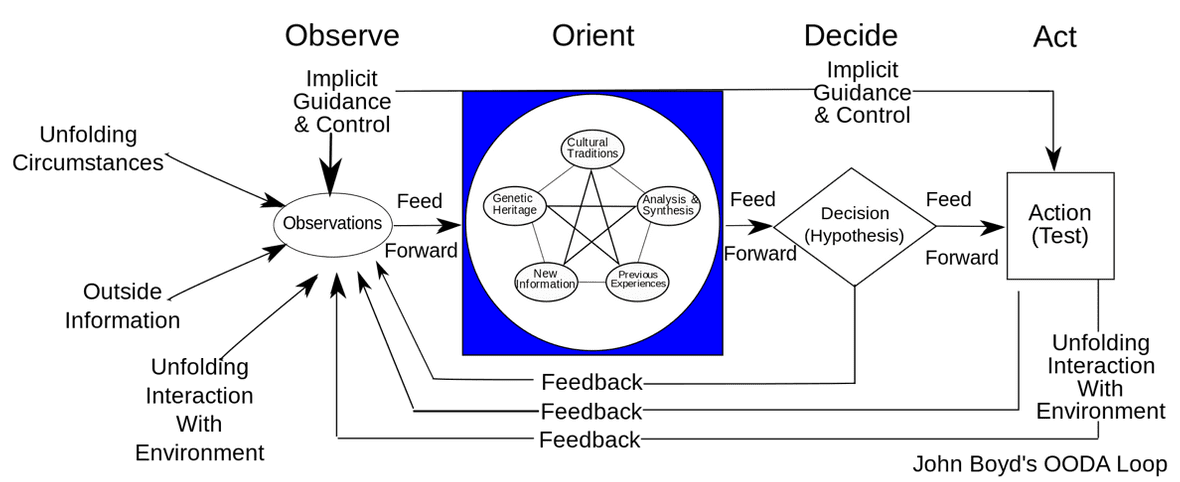 Observe
Orient
Decide
Act
Implicit
Guidance
& Control
Implicit
Guidance
& Control
Unfolding
Circumstances
Observations
Feed
Forward
Cultural
Traditions
Genetic
Heritage
Analysis &
Synthesis
New
Information
Previous
Experiences
Feed
Forward
Decision
(Hypothesis)
Feed
Forward
Action
(Test)
Outside
Information
Unfolding
Interaction
With
Environment
Unfolding
Interaction
With
Environment
Feedback
Feedback
Feedback
John Boyd's OODA Loop